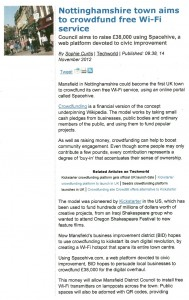 Nottinghamshire town aims
to crowdfund free Wi-Fi
service
Council aims to raise £38,000 using Spacehive, a
web platform devoted to civic improvement
By Sophie Curtis | Techworld | Published: 09:38, 14
November 2012
Tweet
Mansfield in Nottinghamshire could become the first UK town
to crowdfund its own free Wi-Fi service, using an online portal
called Spacehive.
Crowdfunding is a financial version of the concept
underpinning Wikipedia. The model works by taking small
cash pledges from businesses, public bodies and ordinary
members of the public, and using them to fund popular
projects.
As well as raising money, crowdfunding can help to boost
community engagement. Even though some people may only
contribute a few pounds, every contribution represents a
degree of 'buy-in' that accentuates their sense of ownership.
Related Articles on Techworld
The model was pioneered by Kickstarter in the US, which has
been used to fund hundreds of millions of dollars worth of
creative projects, from an Iraqi Shakespeare group who
wanted to attend Oregon Shakespeare Festival to new
feature films.
Now Mansfield's business improvement district (BID) hopes
to use crowdfunding to kickstart its own digital revolution, by
creating a Wi-Fi hotspot that spans the entire town centre.
Using Spacehive.com, a web platform devoted to civic
improvement, BID hopes to persuade local businesses to
crowdfund £36,000 for the digital overhaul.
This money will allow Mansfield District Council to install free
Wi-Fi transmitters on lampposts across the town. Public
spaces will also be adorned with QR codes, providing